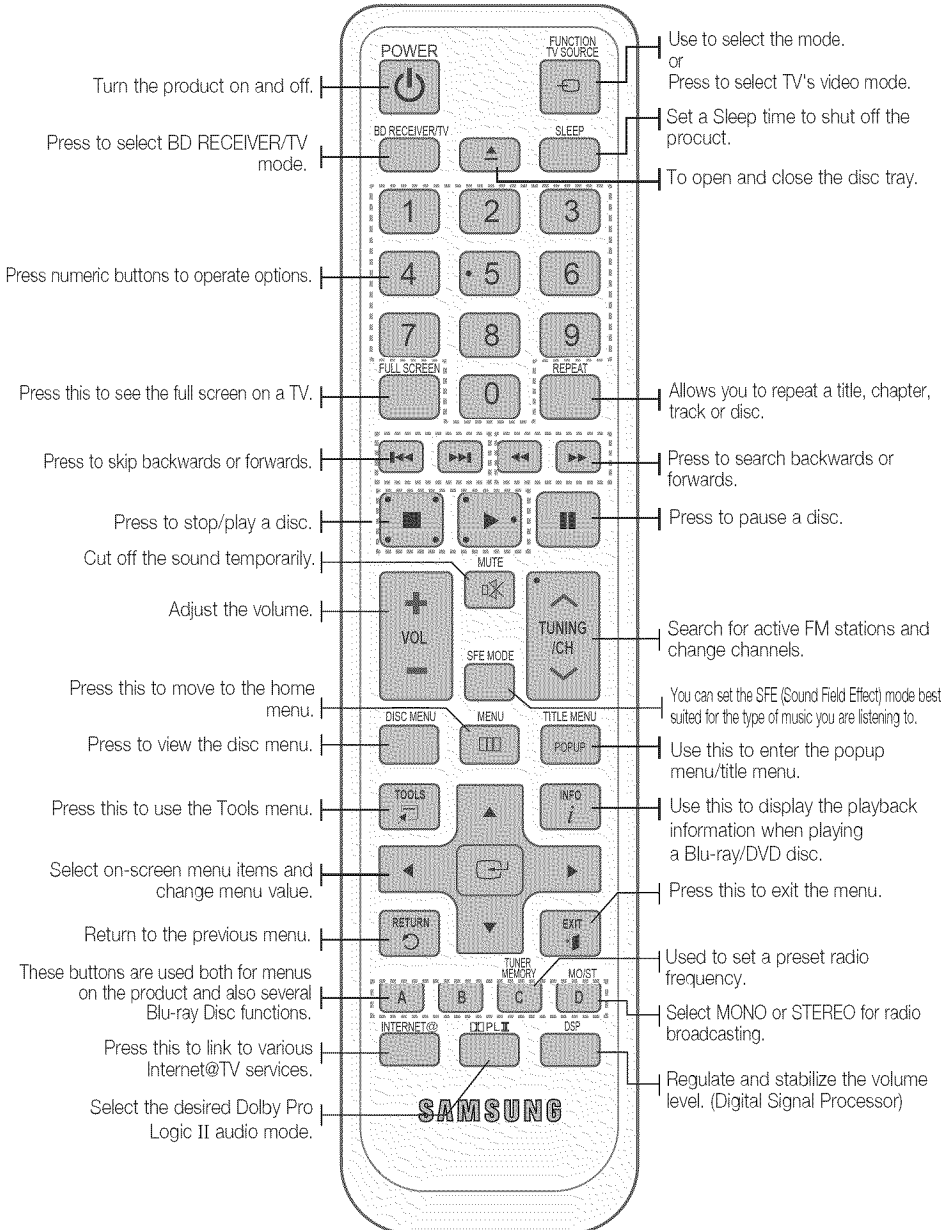 POWER
FUNCTION
TV SOURCE
Use to select the mode.
or
Press to select TV's video mode.
Turn the product on and off.
BD RECEIVER/TV
SLEEP
Set a Sleep time to shut off the
procuct.
Press to select BD RECEIVER/TV
mode.
To open and close the disc tray.
1
2
3
Press numeric buttons to operate options.
4
5
6
7
8
9
FULL SCREEN
REPEAT
Press this to see the full screen on a TV.
0
Allows you to repeat a title, chapter,
track or disc.
Press to skip backwards or forwards.
Press to search backwards or
forwards.
Press to stop/play a disc.
Press to pause a disc.
Cut off the sound temporarily.
MUTE
Adjust the volume.
VOL
TUNING
/CH
Search for active FM stations and
change channels.
SFE MODE
Press this to move to the home
menu.
You can set the SFE (Sound Field Effect) mode best
suited for the type of music you are listening to.
DISC MENU
MENU
TITLE MENU
POPUP
Press to view the disc menu.
Use this to enter the popup
menu/title menu.
TOOLS
INFO
i
Press this to use the Tools menu.
Use this to display the playback
information when playing
a Blu-ray/DVD disc.
Select on-screen menu items and
change menu value.
Press this to exit the menu.
RETURN
EXIT
Return to the previous menu.
TUNER
MEMORY
MO/ST
Used to set a preset radio
frequency.
These buttons are used both for menus
on the product and also several
Blu-ray Disc functions.
A
B
C
D
Select MONO or STEREO for radio
broadcasting.
INTERNET@
PL II
DSP
Press this to link to various
Internet@TV services.
Regulate and stabilize the volume
level. (Digital Signal Processor)
Select the desired Dolby Pro
Logic II audio mode.
SAMSUNG